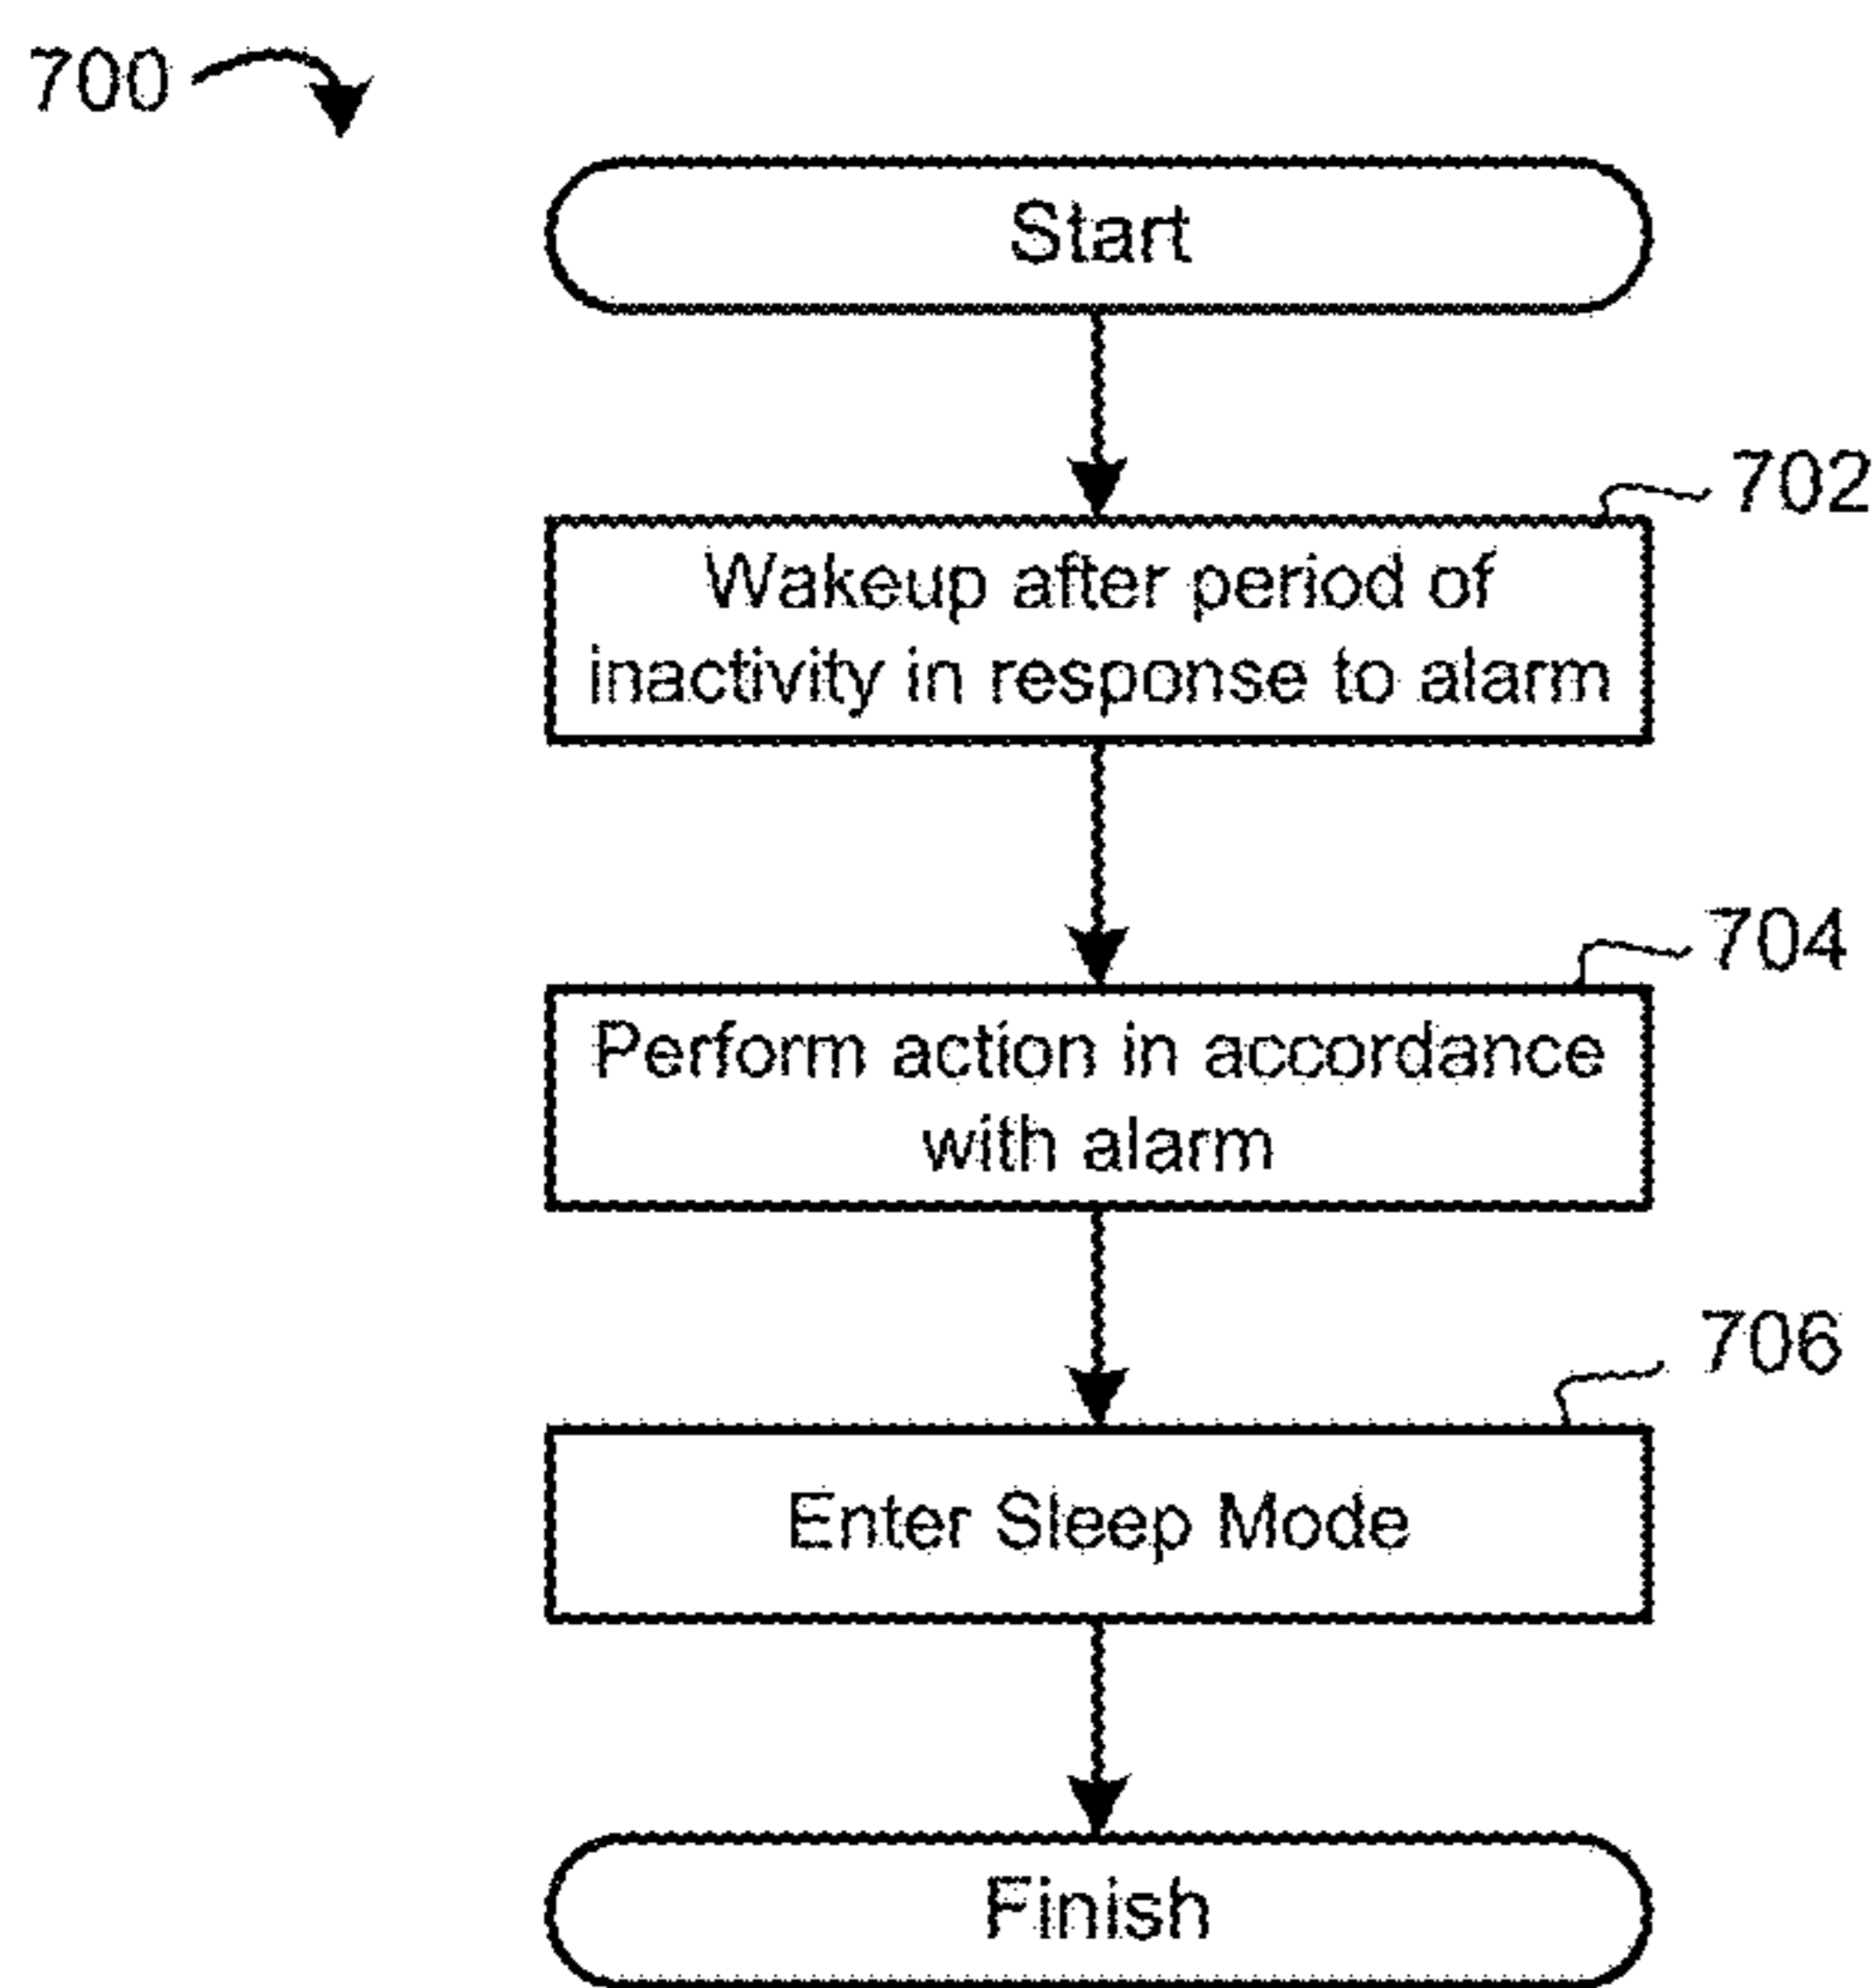 700
Start
702
Wakeup after period of
inactivity in response to alarm
704
Perform action in accordance
with alarm
706
Enter Sleep Mode
Finish